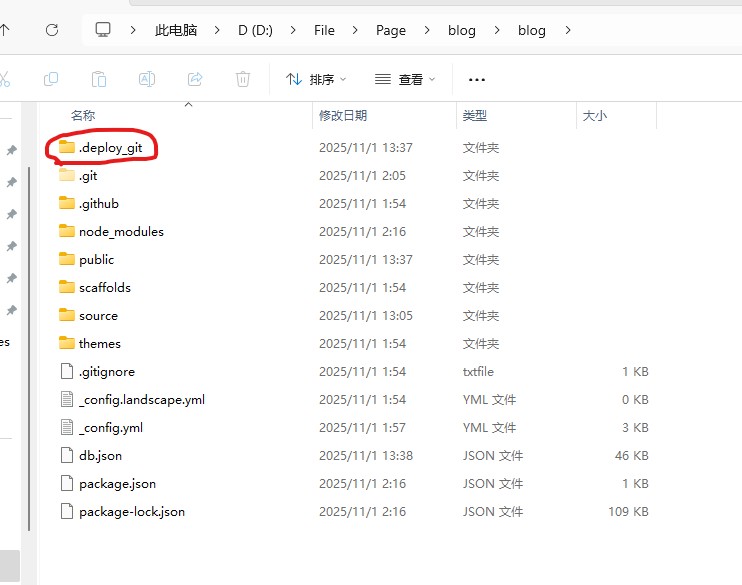 此电脑 > D (D:) > File > Page > blog > blog >
排序 查看 ...
名称 修改日期 类型 大小
.deploy_git 2025/11/1 13:37 文件夹
.git 2025/11/1 2:05 文件夹
.github 2025/11/1 1:54 文件夹
node_modules 2025/11/1 2:16 文件夹
public 2025/11/1 13:37 文件夹
scaffolds 2025/11/1 1:54 文件夹
source 2025/11/1 13:05 文件夹
themes 2025/11/1 1:54 文件夹
es
.gitignore 2025/11/1 1:54 txtfile 1 KB
_config.landscape.yml 2025/11/1 1:54 YML 文件 0 KB
_config.yml 2025/11/1 1:57 YML 文件 3 KB
db.json 2025/11/1 13:38 JSON 文件 46 KB
package.json 2025/11/1 2:16 JSON 文件 1 KB
package-lock.json 2025/11/1 2:16 JSON 文件 109 KB